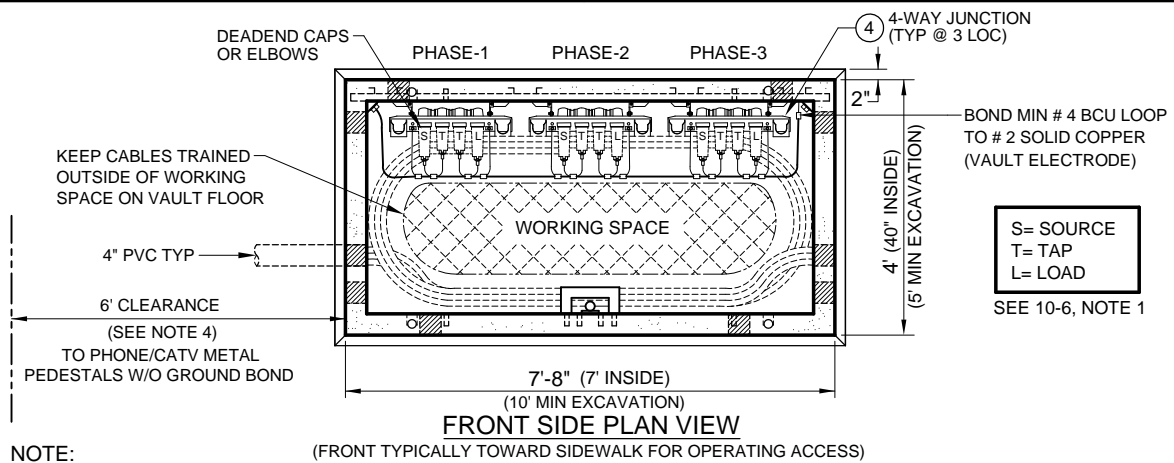 DEADEND CAPS
OR ELBOWS
PHASE-1
PHASE-2
PHASE-3
4
4-WAY JUNCTION
(TYP @ 3 LOC)
2"
BOND MIN # 4 BCU LOOP
TO # 2 SOLID COPPER
(VAULT ELECTRODE)
S T T L
S T T L
S T T L
KEEP CABLES TRAINED
OUTSIDE OF WORKING
SPACE ON VAULT FLOOR
WORKING SPACE
4' (40" INSIDE)
(5' MIN EXCAVATION)
S= SOURCE
T= TAP
L= LOAD
SEE 10-6, NOTE 1
4" PVC TYP
6' CLEARANCE
(SEE NOTE 4)
TO PHONE/CATV METAL
PEDESTALS W/O GROUND BOND
7'-8" (7' INSIDE)
(10' MIN EXCAVATION)
FRONT SIDE PLAN VIEW
(FRONT TYPICALLY TOWARD SIDEWALK FOR OPERATING ACCESS)
NOTE: